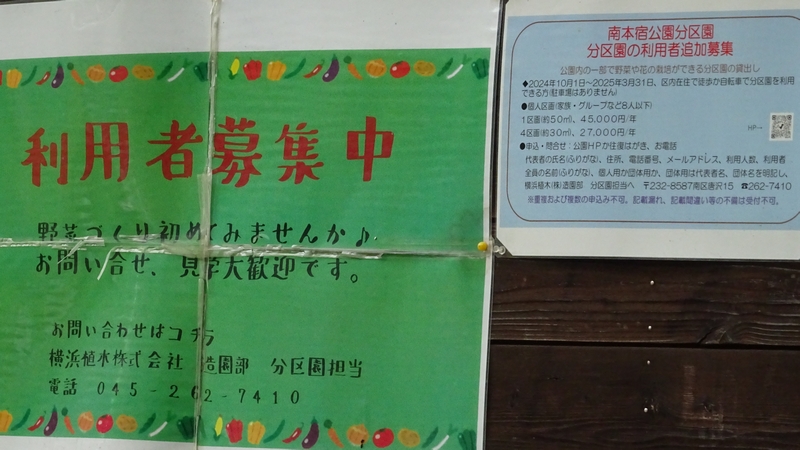 利用者募集中
野菜づくり初めてみませんか♪
お問い合せ、見学大歓迎です。
お問い合わせはコチラ
横浜植木株式会社 造園部 分区園担当
電話 045-262-7410
南本宿公園分区園
分区園の利用者追加募集
公園内の一部で野菜や花の栽培ができる分区園の貸出し
◆2024年10月1日~2025年3月31日、区内在住で徒歩か自転車で分区園を利用
できる方(駐車場はありません)
●個人区画(家族・グループなど8人以下)
1区画(約50㎡)、45,000円/年
4区画(約30㎡)、27,000円/年
HP→
●申込・問合せ:公園HPか往復はがき、お電話
代表者の氏名(ふりがな)、住所、電話番号、メールアドレス、利用人数、利用者
全員の名前(ふりがな)、個人用か団体用か、団体用は代表者名、団体名を明記し、
横浜植木(株)造園部 分区園担当へ 〒232-8587南区唐沢15 ☎262-7410
※重複および複数の申込み不可。記載漏れ、記載間違い等の不備は受付不可。